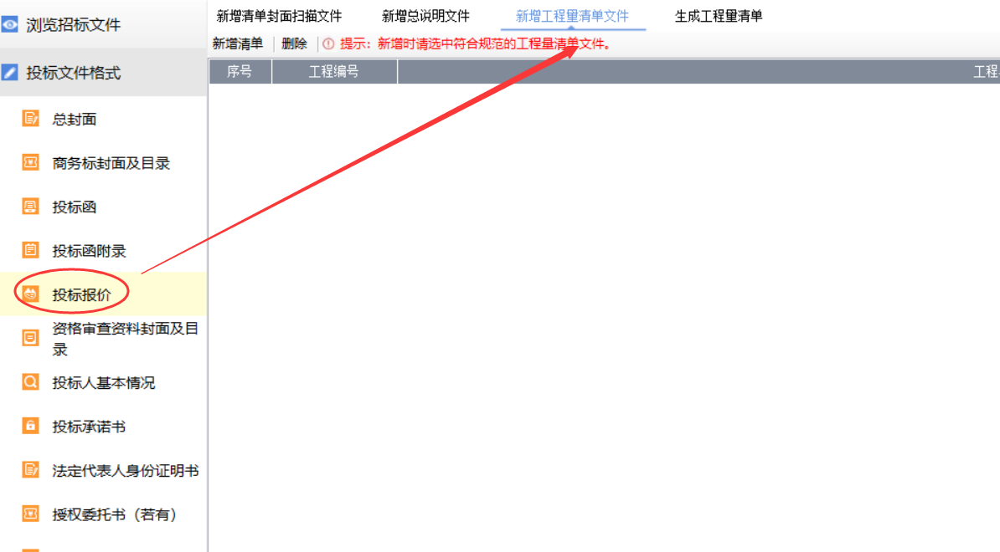 浏览招标文件
投标文件格式
总封面
商务标封面及目录
投标函
投标函附录
投标报价
资格审查资料封面及目
录
投标人基本情况
投标承诺书
法定代表人身份证明书
授权委托书（若有）
新增清单封面扫描文件 新增总说明文件 新增工程量清单文件 生成工程量清单
新增清单 删除 提示：新增时请选中符合规范的工程量清单文件。
序号 工程编号 工程